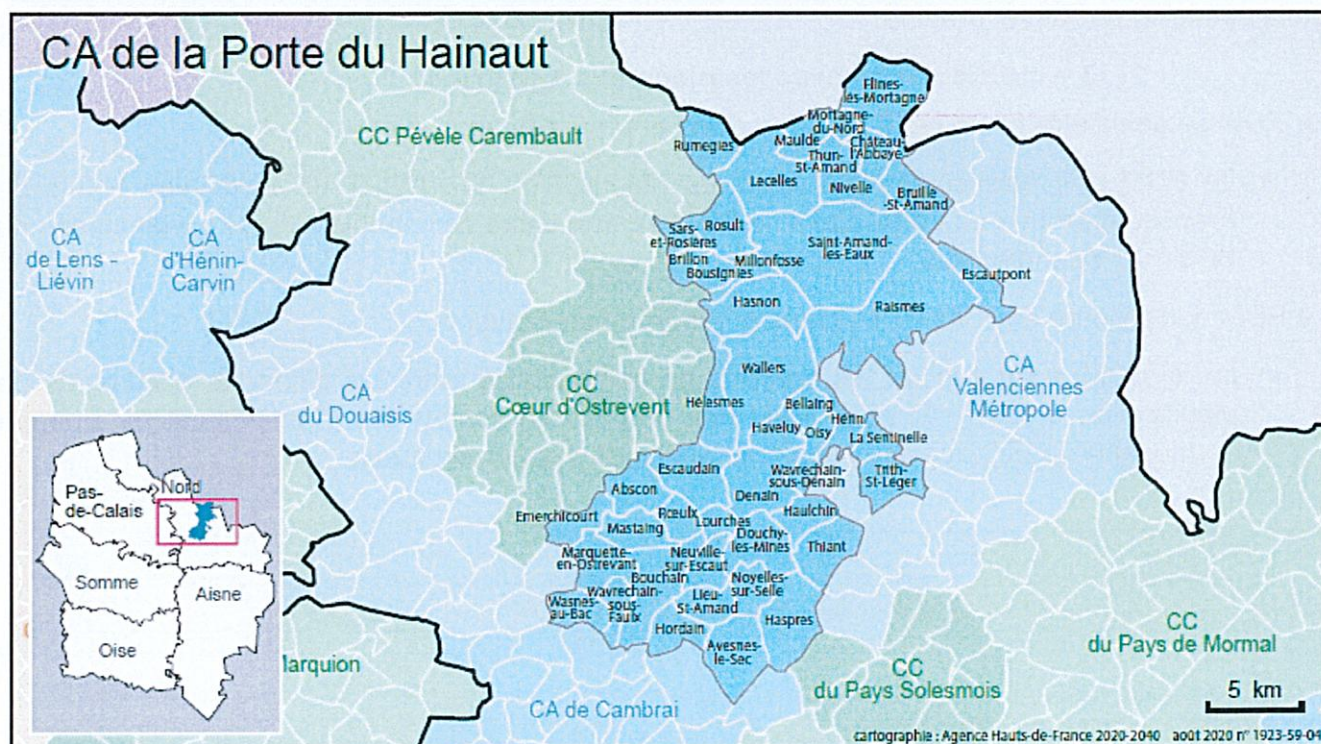 CA de la Porte du Hainaut
CC Pévèle Carembault
CA
de Lens -
Liévin
CA
d'Hénin-
Carvin
CA
du Douaisis
CC
Cœur d'Ostrevent
CA
Valenciennes
Métropole
CC
du Pays de Mormal
CC
du Pays Solesmois
CA de Cambrai
Marquion
Flines-
lès-Mortagne
Mortagne-
du-Nord
Rumegies
Maulde
Château-
l'Abbaye
Thun-
St-Amand
Lecelles
Nivelle
Bruille
-St-Amand
Sars-
et-Rosières
Rosult
Brillon
Bousignies
Millonfosse
Saint-Amand-
les-Eaux
Escautpont
Hasnon
Raismes
Wallers
Hélesmes
Bellaing
Haveluy
Oisy
Hérin
La Sentinelle
Escaudain
Wavrechain-
sous-Denain
Trith-
St-Léger
Abscon
Denain
Emerchicourt
Rœulx
Lourches
Haulchin
Mastaing
Douchy-
les-Mines
Thiant
Marquette-
en-Ostrevant
Neuville-
sur-Escaut
Bouchain
Noyelles-
sur-Selle
Wasnes-
au-Bac
Wavrechain-
sous-
Faulx
Lieu-
St-Amand
Hordain
Haspres
Avesnes-
le-Sec
Nord
Pas-
de-Calais
Somme
Aisne
Oise
5 km
cartographie : Agence Hauts-de-France 2020-2040 août 2020 n° 1923-59-04